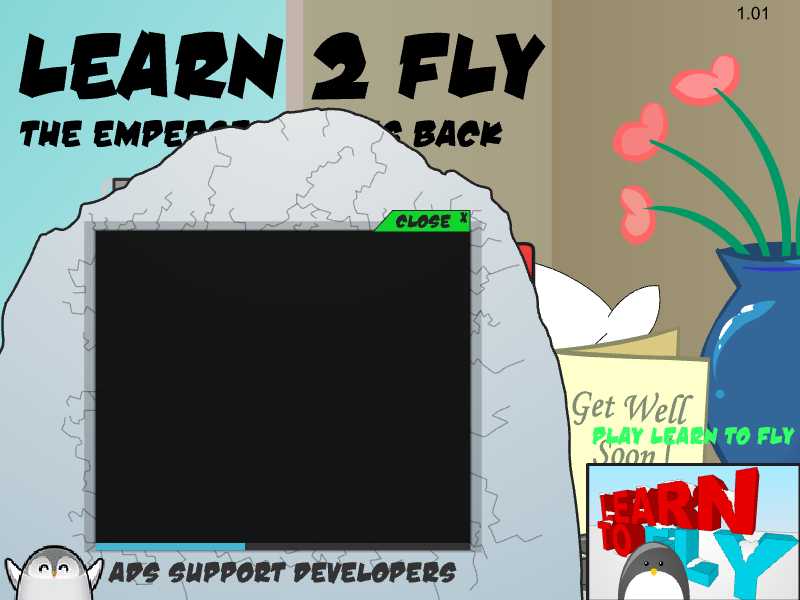 1.01
LEARN 2 FLY
THE BACK
CLOSE X
Get Well
PLAY LEARN TO FLY
Soon!
LEARN
TO FLY
ADS SUPPORT DEVELOPERS